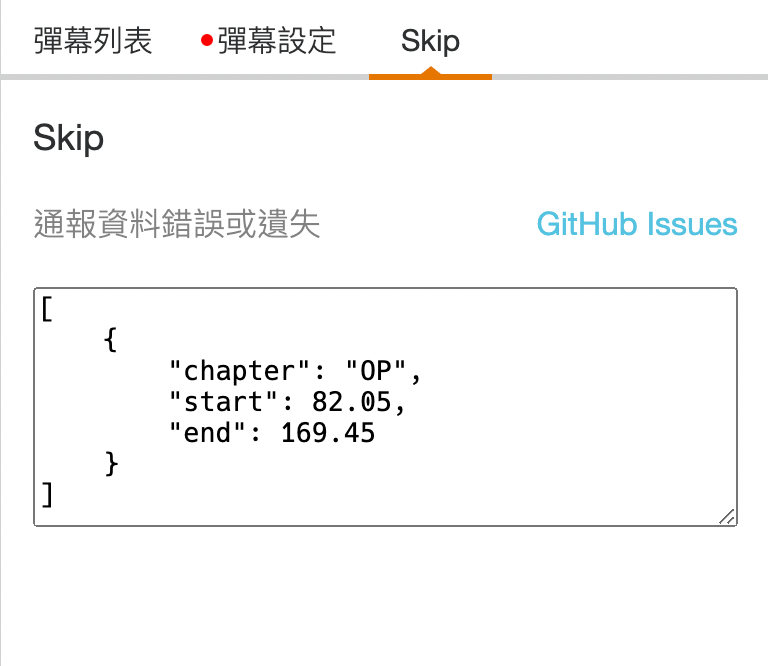 彈幕列表 彈幕設定 Skip
Skip
通報資料錯誤或遺失 GitHub Issues
[
    {
        "chapter": "OP",
        "start": 82.05,
        "end": 169.45
    }
]